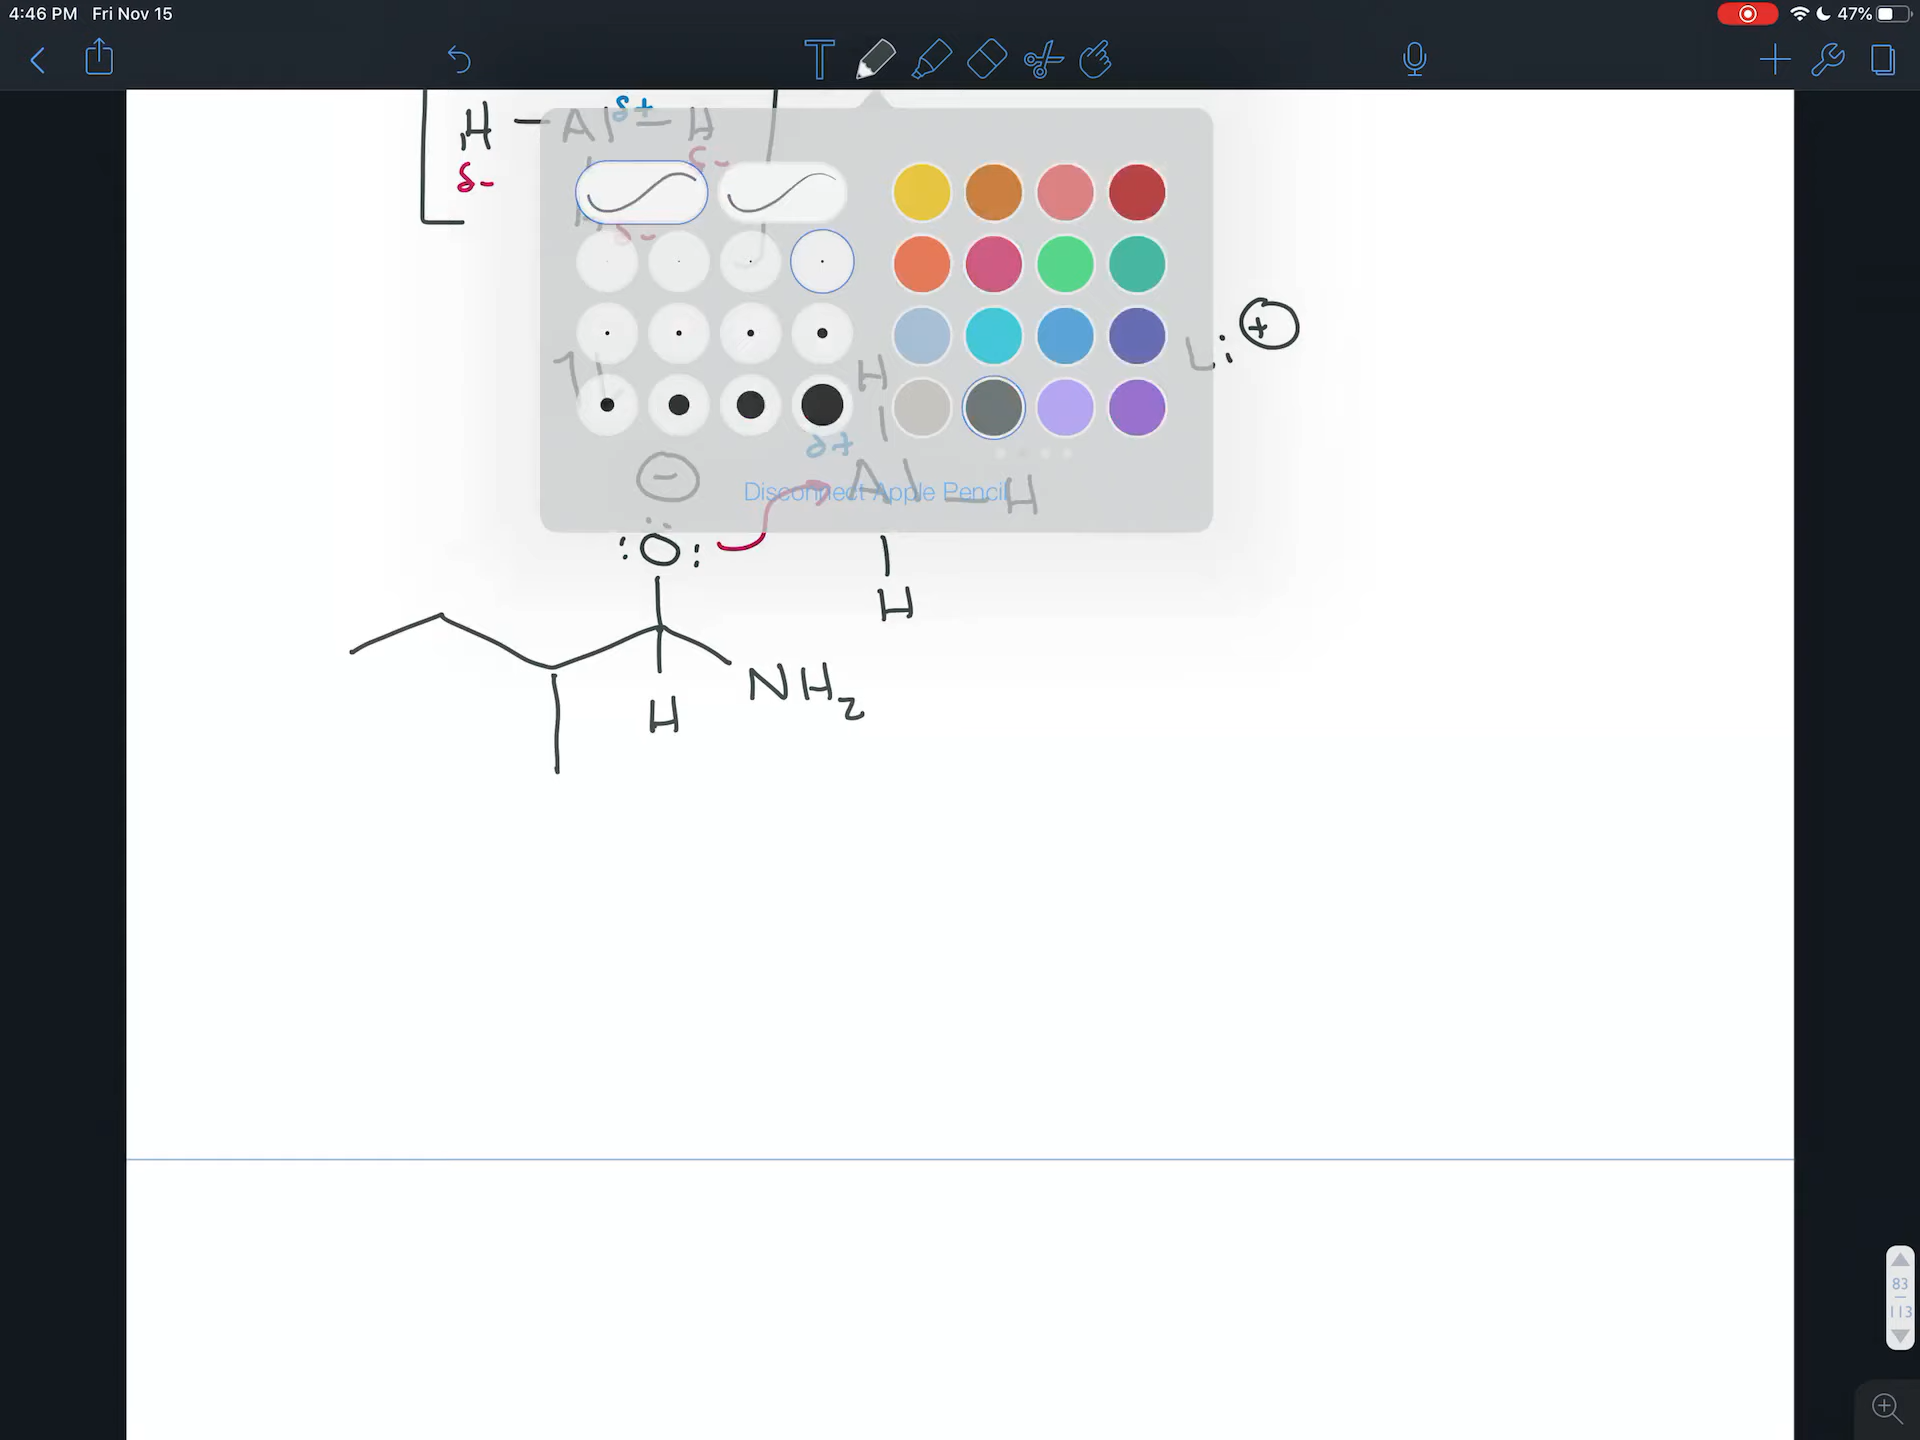 4:46 PM Fri Nov 15
47%
T
H — Al δ+ — H
δ-
δ-
δ-
H
Li +
δ+
−
Disconnect Apple Pencil
Al — H
:O:
H
NH2
H
83
113